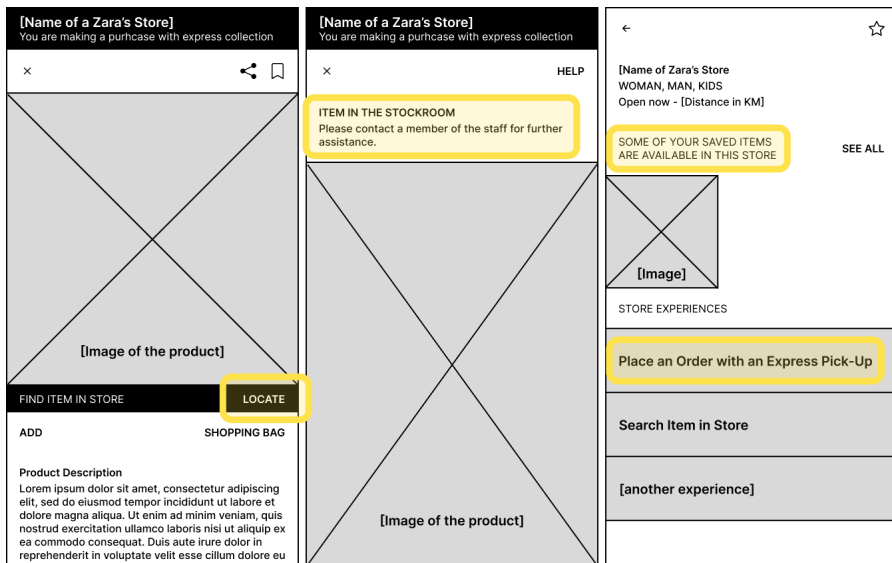 [Name of a Zara's Store]
You are making a purhcase with express collection
×
[Image of the product]
FIND ITEM IN STORE
LOCATE
ADD
SHOPPING BAG
Product Description
Lorem ipsum dolor sit amet, consectetur adipiscing
elit, sed do eiusmod tempor incididunt ut labore et
dolore magna aliqua. Ut enim ad minim veniam, quis
nostrud exercitation ullamco laboris nisi ut aliquip ex
ea commodo consequat. Duis aute irure dolor in
reprehenderit in voluptate velit esse cillum dolore eu
[Name of a Zara's Store]
You are making a purhcase with express collection
×
HELP
ITEM IN THE STOCKROOM
Please contact a member of the staff for further
assistance.
[Image of the product]
[Name of Zara's Store
WOMAN, MAN, KIDS
Open now - [Distance in KM]
SOME OF YOUR SAVED ITEMS
ARE AVAILABLE IN THIS STORE
SEE ALL
[Image]
STORE EXPERIENCES
Place an Order with an Express Pick-Up
Search Item in Store
[another experience]